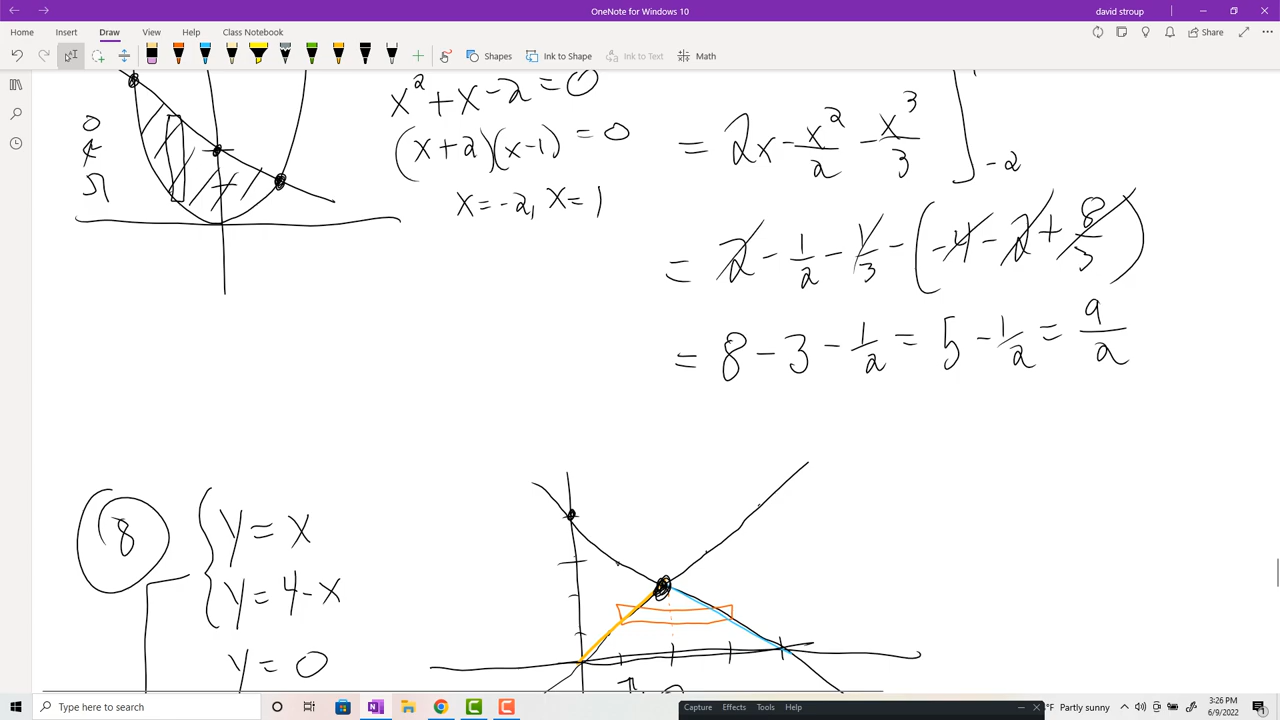 OneNote for Windows 10
david stroup
Home Insert Draw View Help Class Notebook
Share
Shapes Ink to Shape Ink to Text Math
x² + x - 2 = 0
(x+2)(x-1) = 0
x = -2, x = 1
= 2x - x²/2 - x³/3 ] -2
= 2 - 1/2 - 1/3 - (-4 - 2 + 8/3)
= 8 - 3 - 1/2 = 5 - 1/2 = 9/2
8
y = x
y = 4 - x
y = 0
Capture Effects Tools Help
Type here to search
°F Partly sunny
3:26 PM
6/9/2022